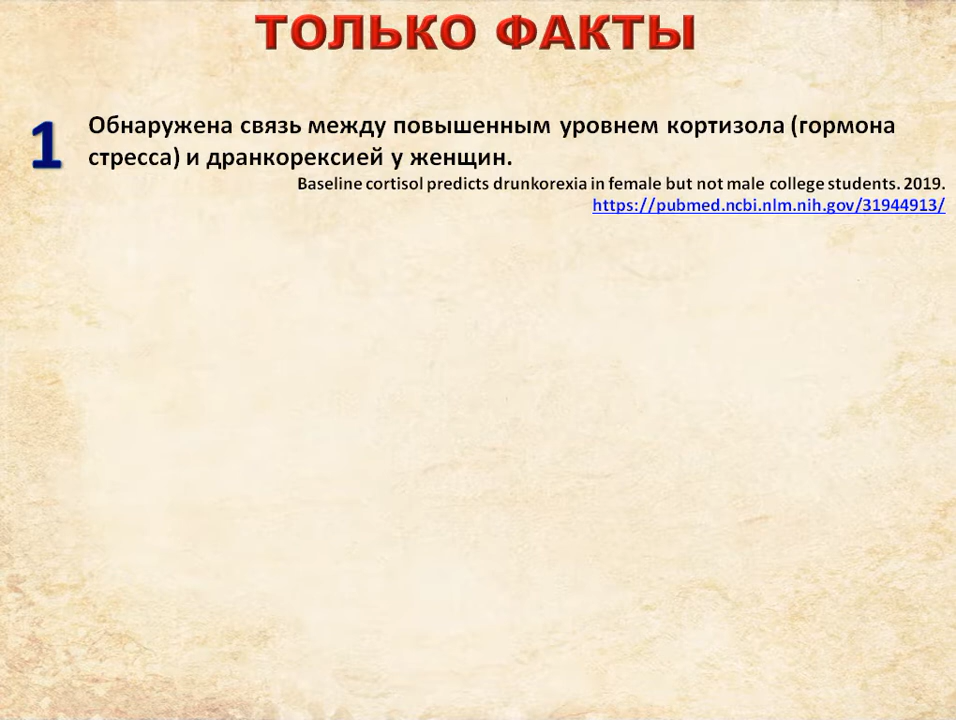 ТОЛЬКО ФАКТЫ
1
Обнаружена связь между повышенным уровнем кортизола (гормона
стресса) и дранкорексией у женщин.
Baseline cortisol predicts drunkorexia in female but not male college students. 2019.
https://pubmed.ncbi.nlm.nih.gov/31944913/